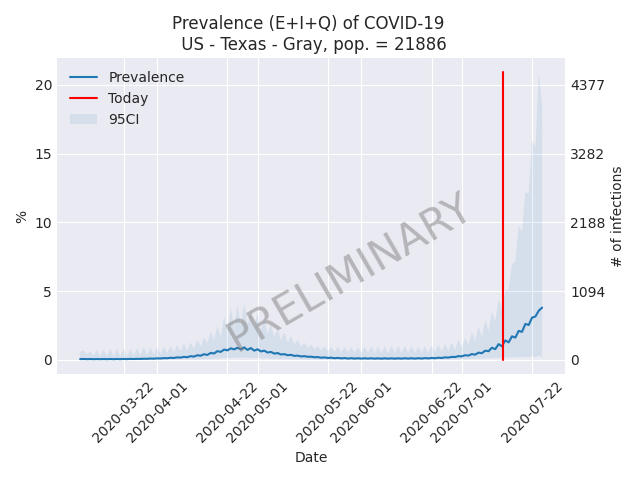 Prevalence (E+I+Q) of COVID-19
US - Texas - Gray, pop. = 21886
Prevalence
Today
95CI
20
15
10
5
0
%
4377
3282
2188
1094
0
# of infections
PRELIMINARY
2020-03-22
2020-04-01
2020-04-22
2020-05-01
2020-05-22
2020-06-01
2020-06-22
2020-07-01
2020-07-22
Date